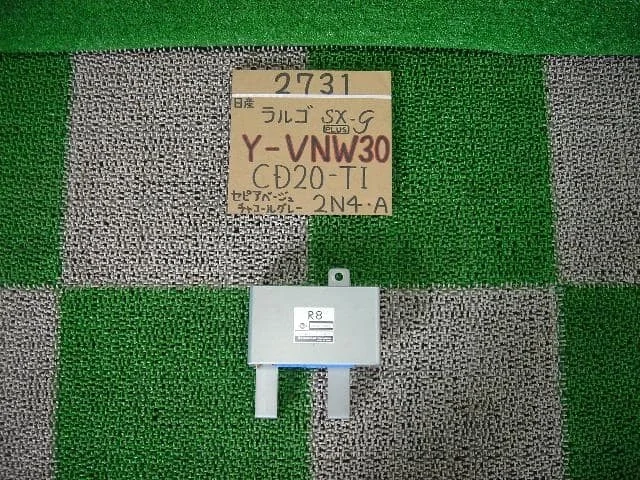 2731
日産 ラルゴ SX-G
PLUS
Y-VNW30
CD20-TI
セピアベージュ
チャコールグレー 2N4・A
R8